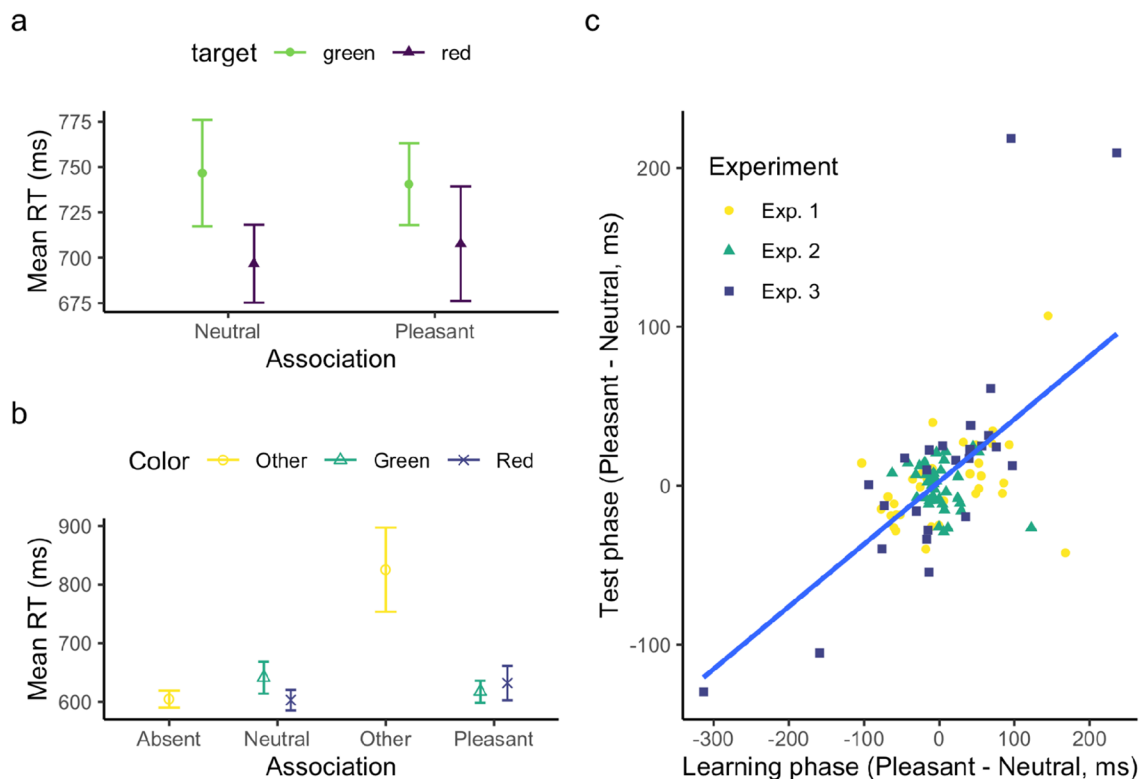 a
target green red
775
750
725
700
675
Mean RT (ms)
Neutral Pleasant
Association
b
Color Other Green Red
900
800
700
600
Mean RT (ms)
Absent Neutral Other Pleasant
Association
c
Experiment
Exp. 1
Exp. 2
Exp. 3
200
100
0
-100
Test phase (Pleasant - Neutral, ms)
-300 -200 -100 0 100 200
Learning phase (Pleasant - Neutral, ms)